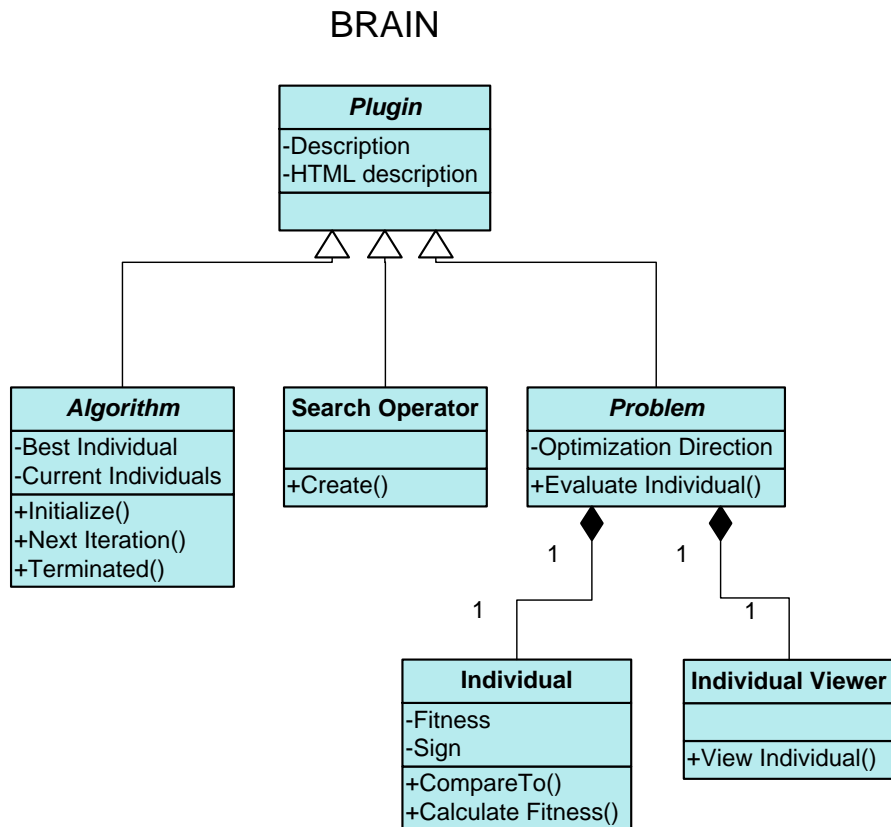 BRAIN
Plugin
-Description
-HTML description
Algorithm
-Best Individual
-Current Individuals
+Initialize()
+Next Iteration()
+Terminated()
Search Operator
+Create()
Problem
-Optimization Direction
+Evaluate Individual()
1
1
1
1
Individual
-Fitness
-Sign
+CompareTo()
+Calculate Fitness()
Individual Viewer
+View Individual()